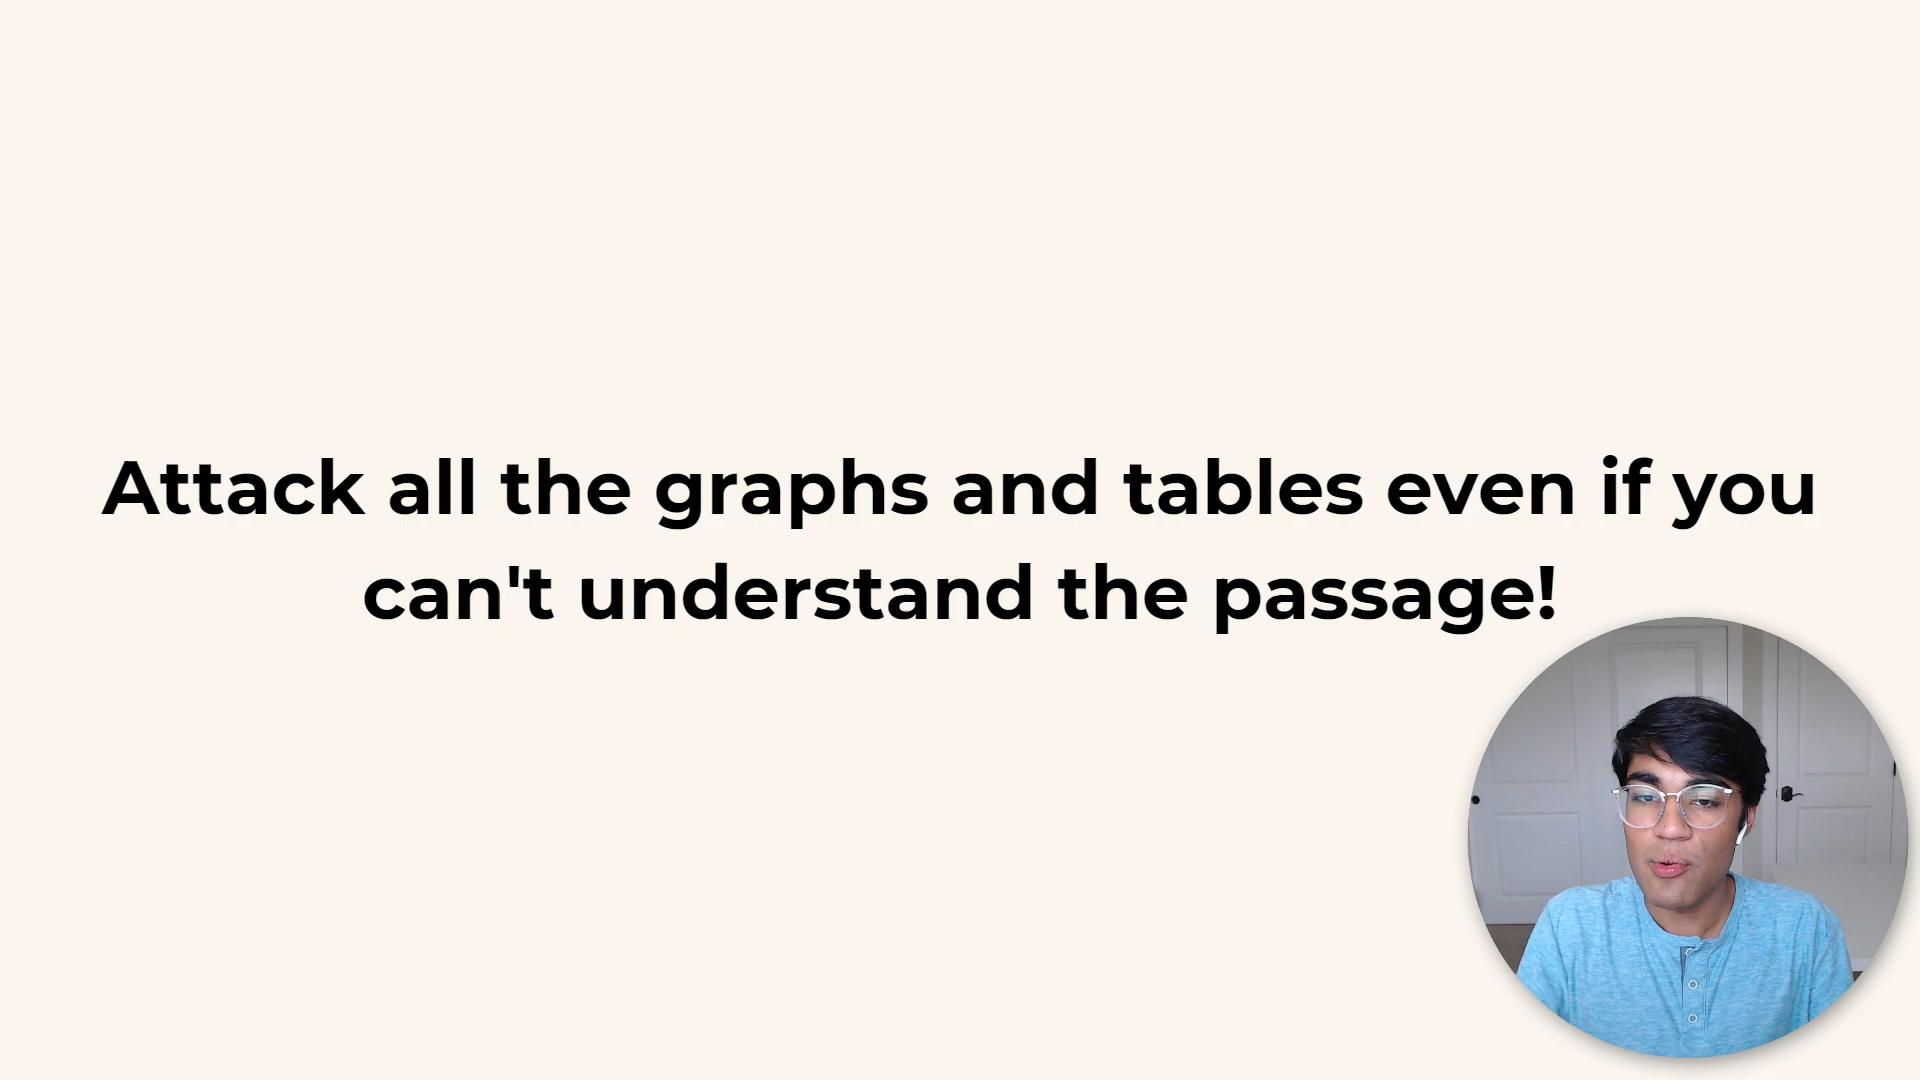 Attack all the graphs and tables even if you
can't understand the passage!